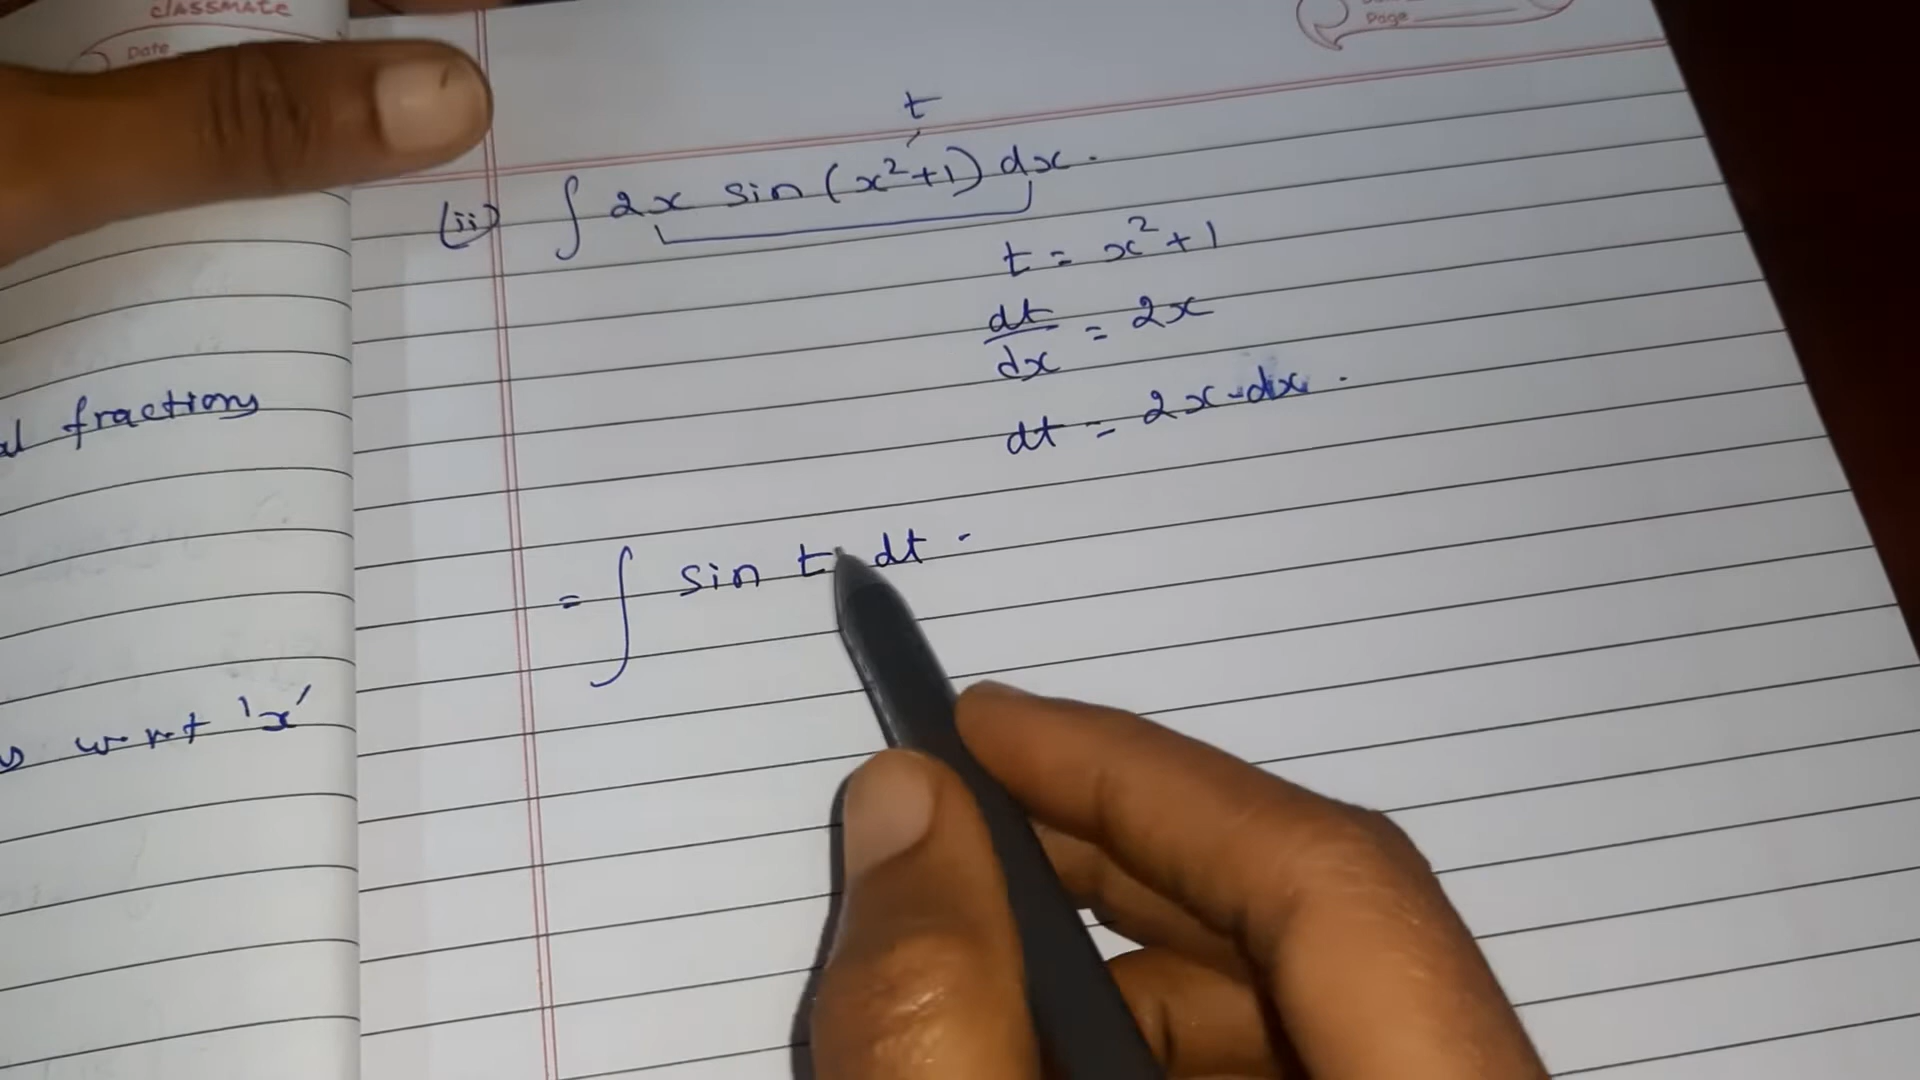 classmate
Date
Page
t
(ii) ∫ 2x sin (x²+1) dx.
t = x²+1
dt/dx = 2x
dt = 2x-dx.
= ∫ sin t dt.
fractions
w.r.t 'x'